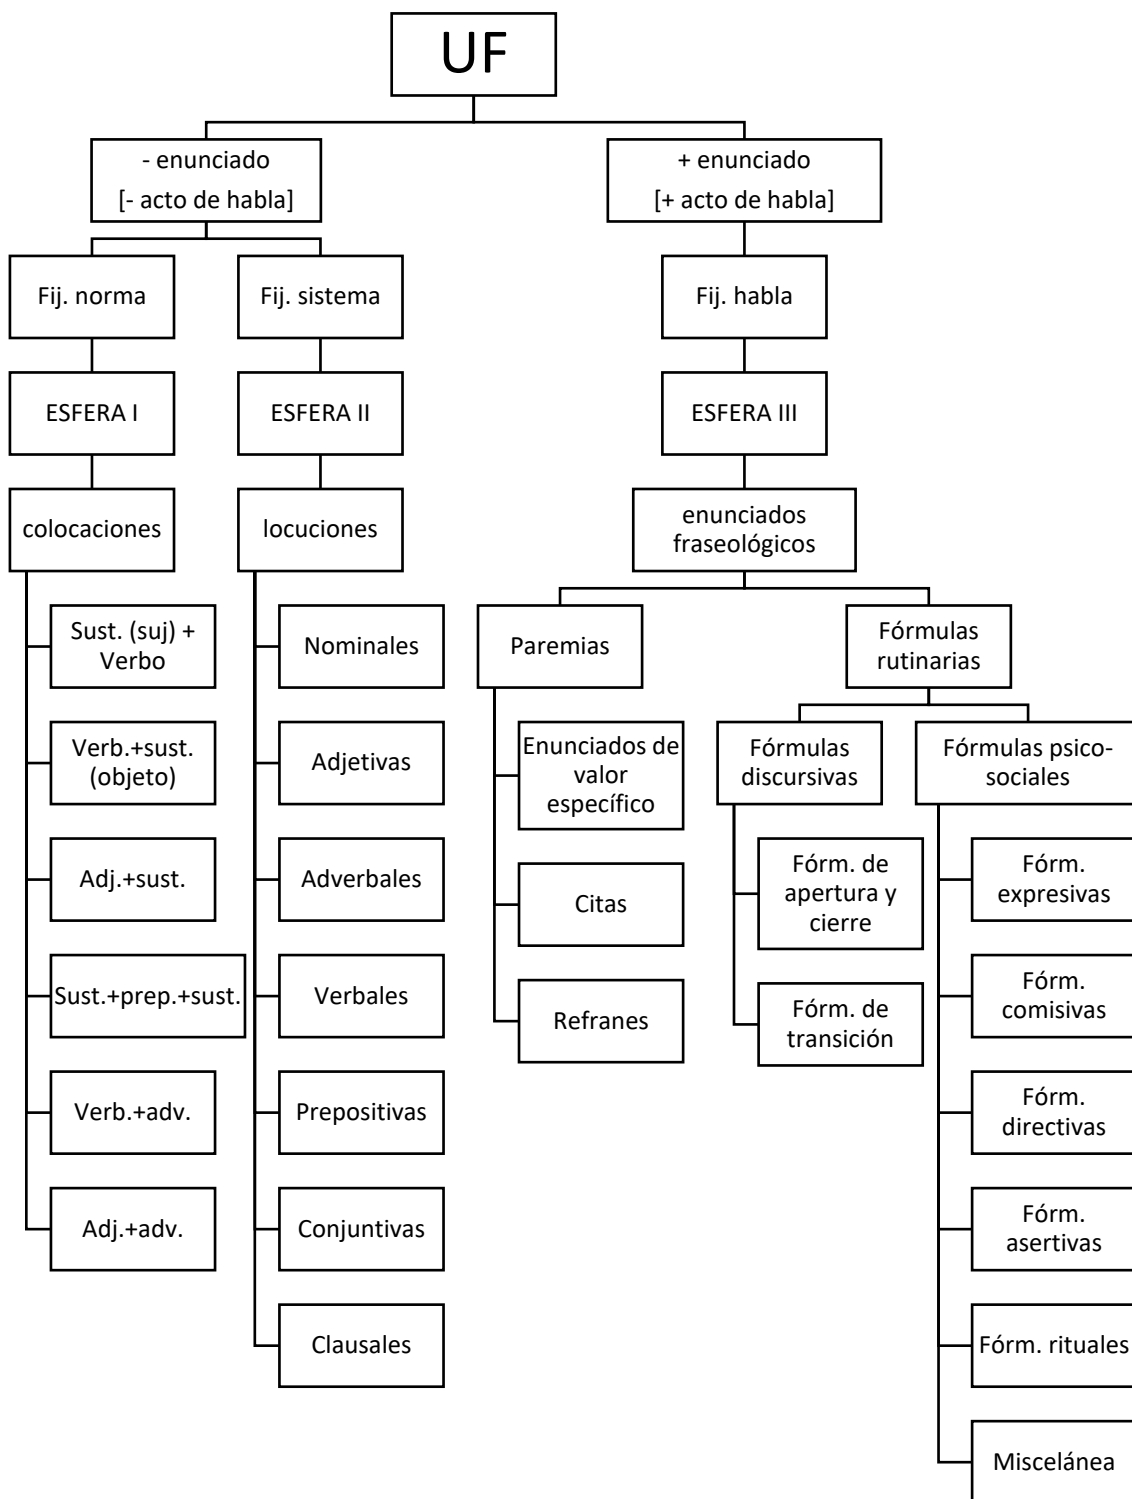 UF
- enunciado
[- acto de habla]
+ enunciado
[+ acto de habla]
Fij. norma
Fij. sistema
Fij. habla
ESFERA I
ESFERA II
ESFERA III
colocaciones
locuciones
enunciados
fraseológicos
Sust. (suj) +
Verbo
Nominales
Paremias
Fórmulas
rutinarias
Verb.+sust.
(objeto)
Adjetivas
Enunciados de
valor
específico
Fórmulas
discursivas
Fórmulas psico-
sociales
Adj.+sust.
Adverbales
Citas
Fórm. de
apertura y
cierre
Fórm.
expresivas
Sust.+prep.+sust.
Verbales
Refranes
Fórm. de
transición
Fórm.
comisivas
Verb.+adv.
Prepositivas
Fórm.
directivas
Adj.+adv.
Conjuntivas
Fórm.
asertivas
Clausales
Fórm. rituales
Miscelánea